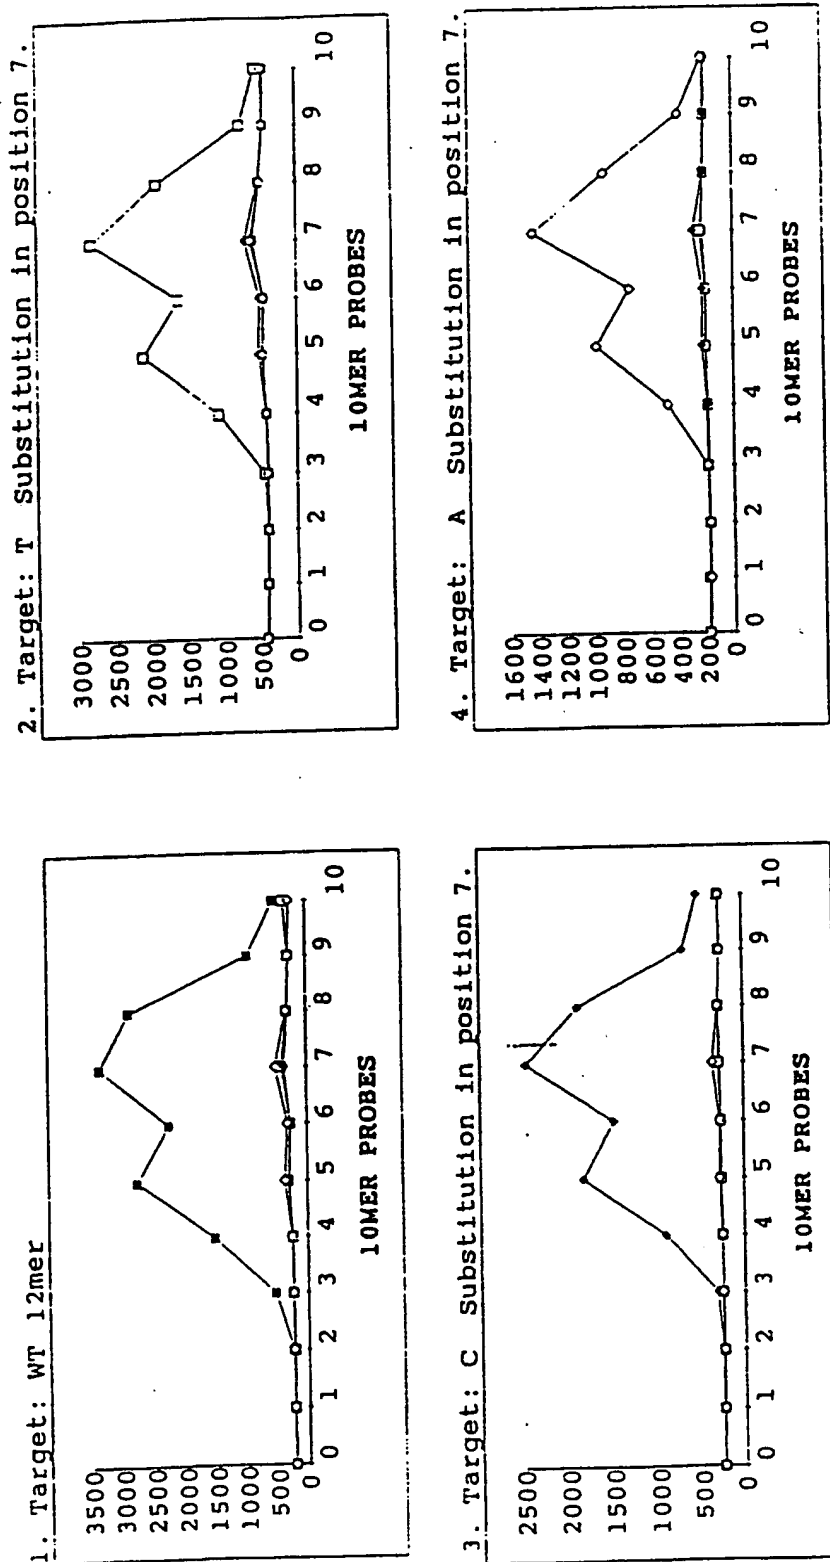 1. Target: WT 12mer
3500
3000
2500
2000
1500
1000
500
0
0 1 2 3 4 5 6 7 8 9 10
10MER PROBES
2. Target: T Substitution in position 7.
3000
2500
2000
1500
1000
500
0
0 1 2 3 4 5 6 7 8 9 10
10MER PROBES
3. Target: C Substitution in position 7.
2500
2000
1500
1000
500
0
0 1 2 3 4 5 6 7 8 9 10
10MER PROBES
4. Target: A Substitution in position 7.
1600
1400
1200
1000
800
600
400
200
0
0 1 2 3 4 5 6 7 8 9 10
10MER PROBES